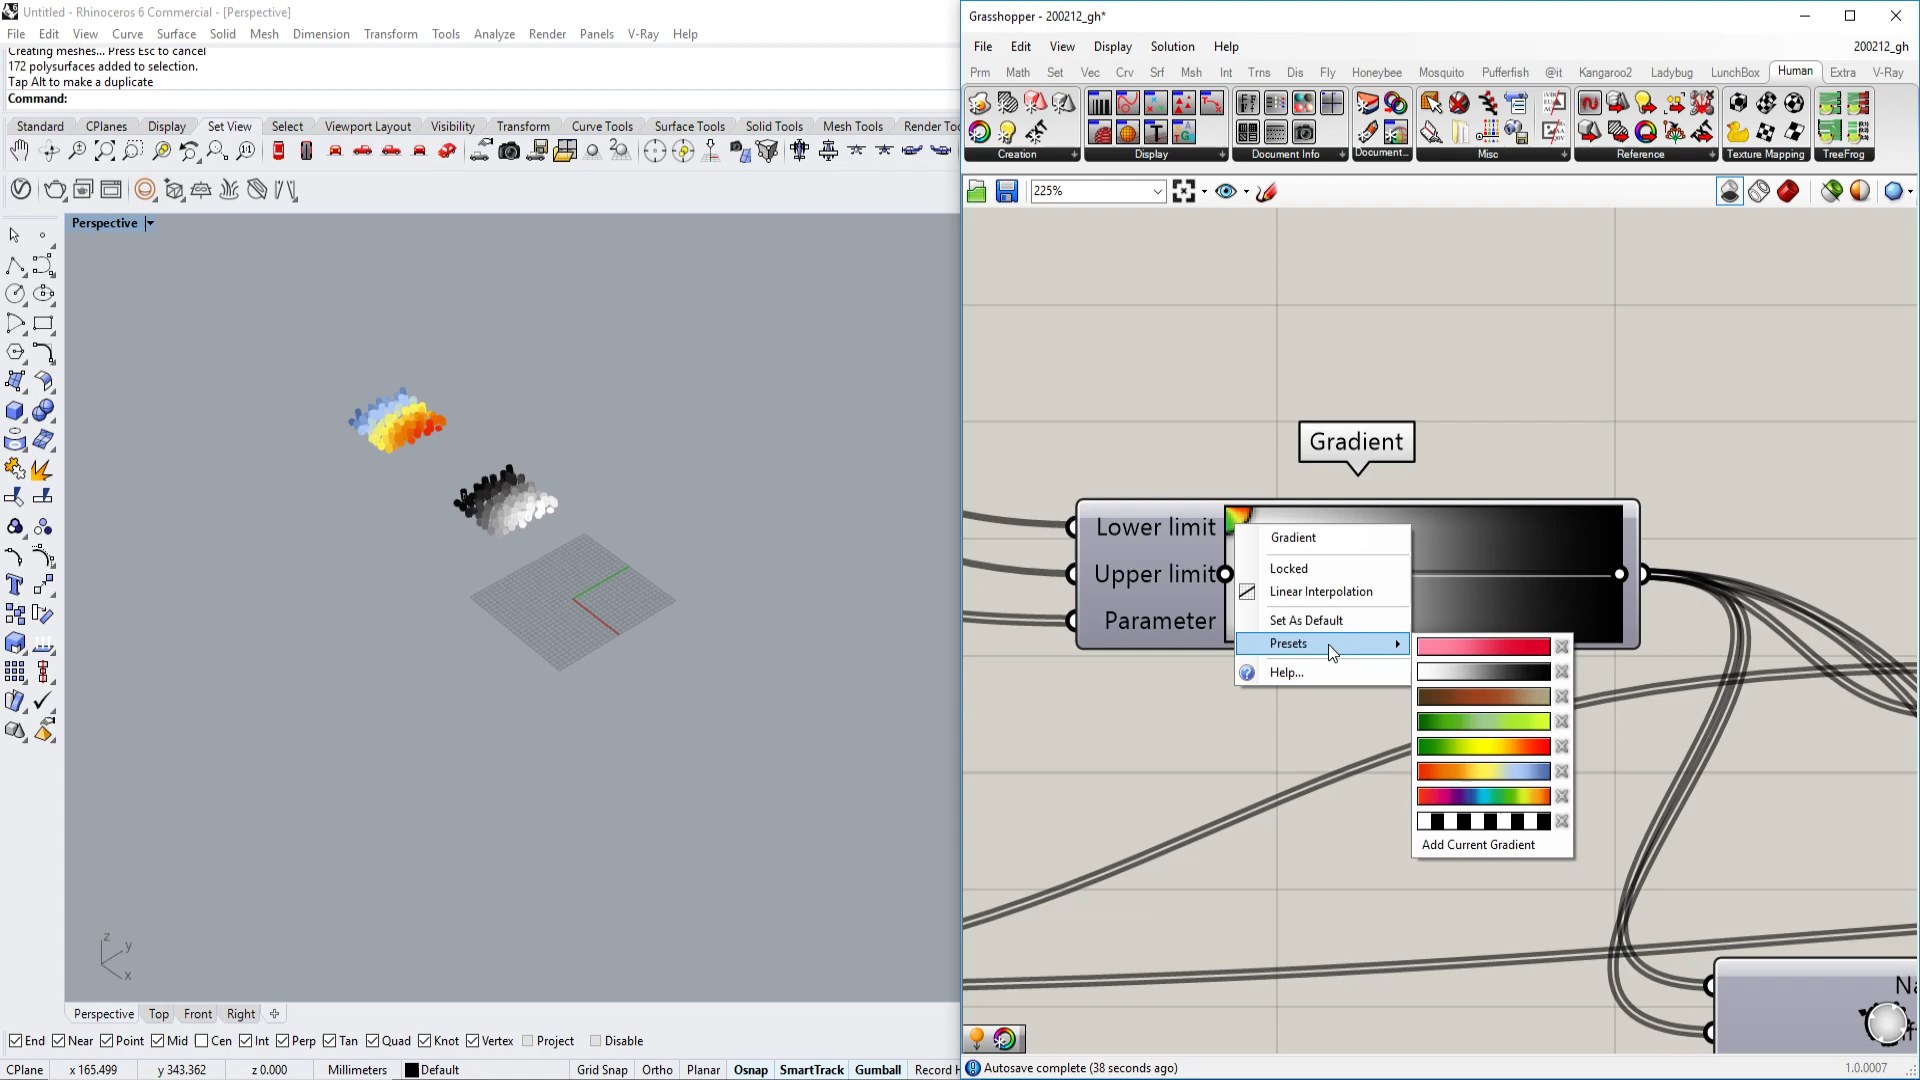 Untitled - Rhinoceros 6 Commercial - [Perspective]
File Edit View Curve Surface Solid Mesh Dimension Transform Tools Analyze Render Panels V-Ray Help
Creating meshes... Press Esc to cancel
172 polysurfaces added to selection.
Tap Alt to make a duplicate
Command:
Standard CPlanes Display Set View Select Viewport Layout Visibility Transform Curve Tools Surface Tools Solid Tools Mesh Tools Render Too
Perspective
z
y
x
Perspective Top Front Right
End Near Point Mid Cen Int Perp Tan Quad Knot Vertex Project Disable
CPlane x 165.499 y 343.362 z 0.000 Millimeters Default Grid Snap Ortho Planar Osnap SmartTrack Gumball Record H
Grasshopper - 200212_gh*
File Edit View Display Solution Help 200212_gh
Prm Math Set Vec Crv Srf Msh Int Trns Dis Fly Honeybee Mosquito Pufferfish @it Kangaroo2 Ladybug LunchBox Human Extra V-Ray
Creation Display Document Info Document... Misc Reference Texture Mapping TreeFrog
225%
Gradient
Lower limit
Upper limit
Parameter
Gradient
Locked
Linear Interpolation
Set As Default
Presets
Help...
Add Current Gradient
Autosave complete (38 seconds ago) 1.0.0007